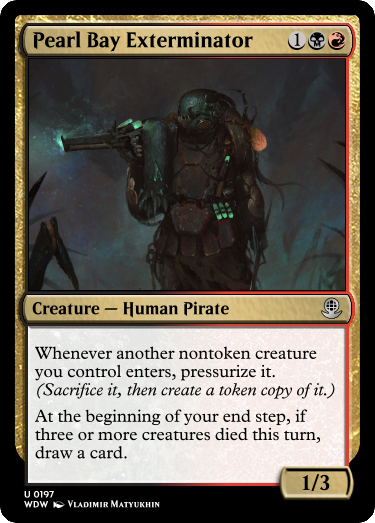 Pearl Bay Exterminator 1
Creature — Human Pirate
Whenever another nontoken creature
you control enters, pressurize it.
(Sacrifice it, then create a token copy of it.)
At the beginning of your end step, if
three or more creatures died this turn,
draw a card.
1/3
U 0197
WDW Vladimir Matyukhin